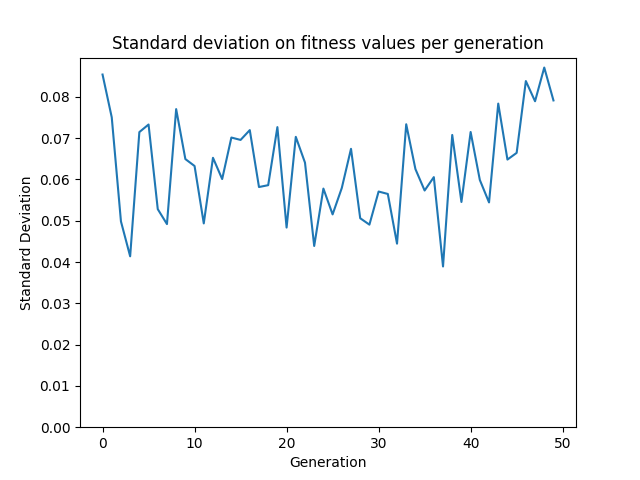 Standard deviation on fitness values per generation
0.08
0.07
0.06
0.05
0.04
0.03
0.02
0.01
0.00
Standard Deviation
0 10 20 30 40 50
Generation